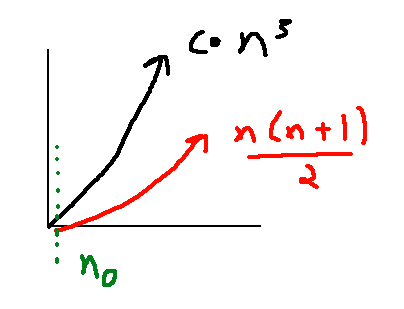 c• n³
n(n+1)
2
n₀